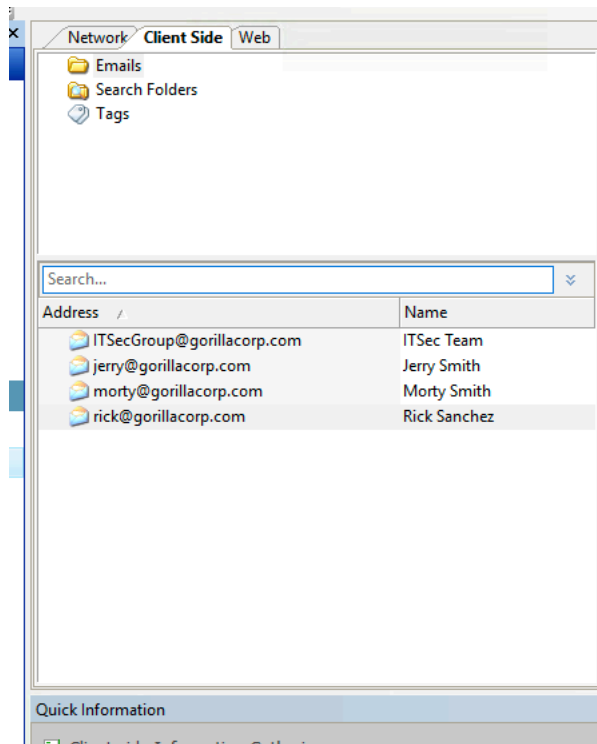 Network Client Side Web
Emails
Search Folders
Tags
Search...
Address Name
ITSecGroup@gorillacorp.com ITSec Team
jerry@gorillacorp.com Jerry Smith
morty@gorillacorp.com Morty Smith
rick@gorillacorp.com Rick Sanchez
Quick Information